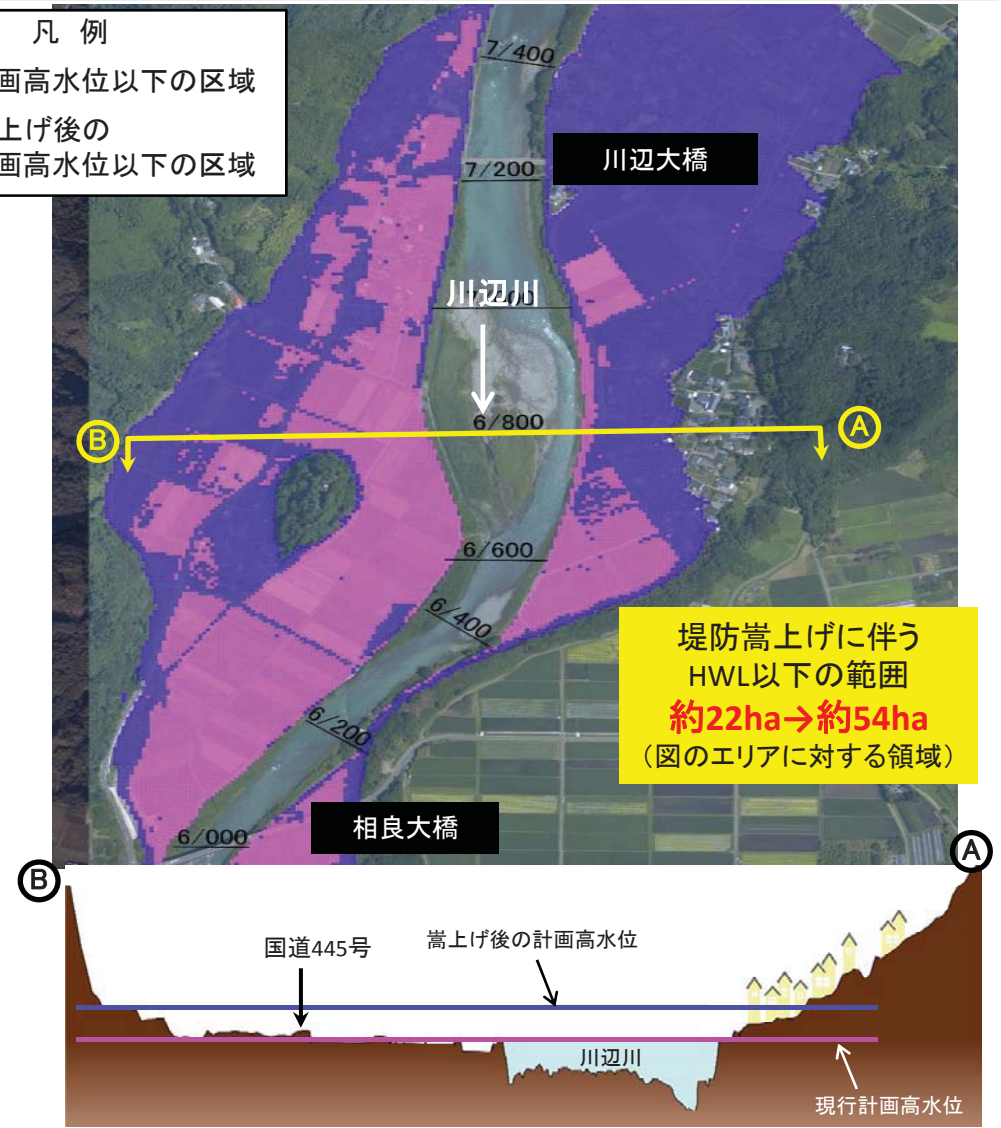 凡 例
画高水位以下の区域
上げ後の
画高水位以下の区域
7/400
7/200
川辺大橋
川辺川
6/800
B
A
6/600
6/400
堤防嵩上げに伴う
HWL以下の範囲
約22ha→約54ha
（図のエリアに対する領域）
6/200
相良大橋
6/000
B
A
国道445号
嵩上げ後の計画高水位
川辺川
現行計画高水位